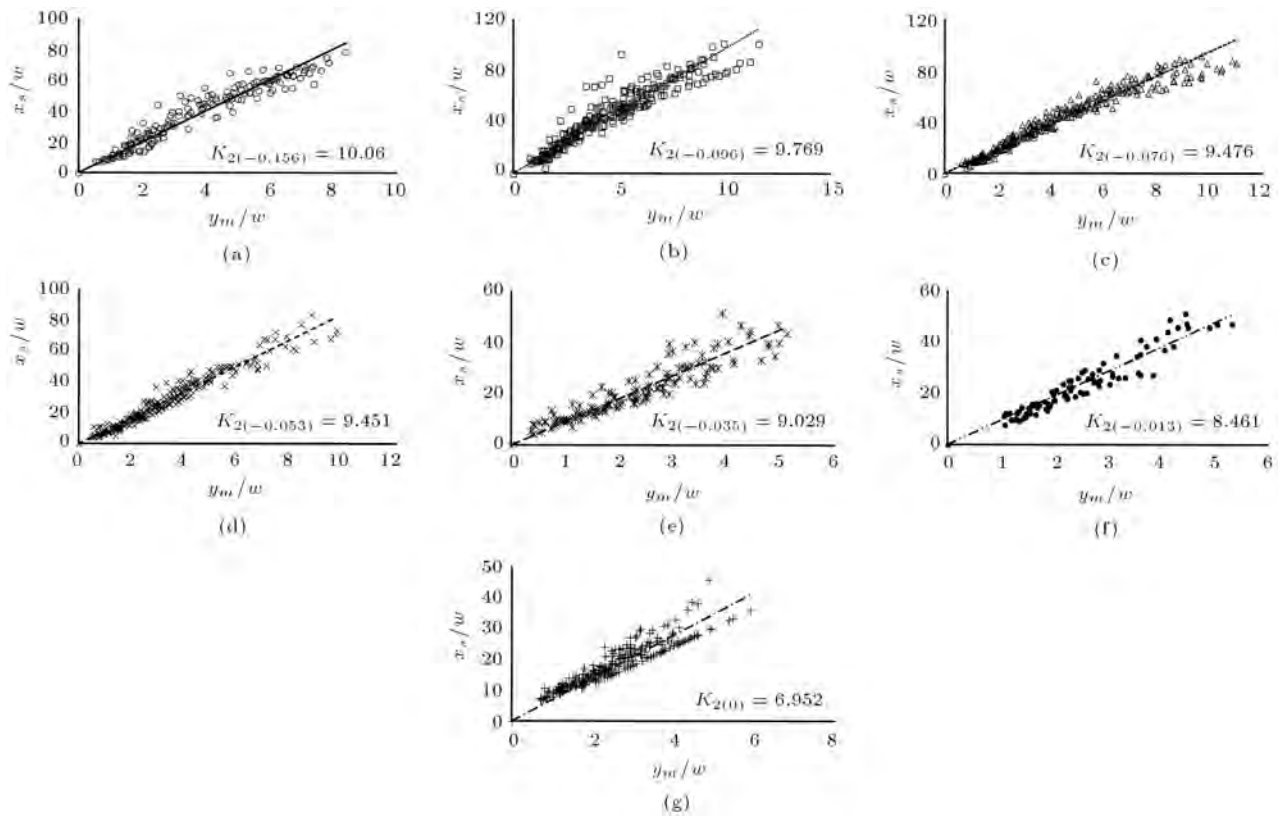 100
80
60
40
20
0
x_s/w
K_{2(-0.156)} = 10.06
0 2 4 6 8 10
y_m/w
(a)
120
80
40
0
x_s/w
K_{2(-0.096)} = 9.769
0 5 10 15
y_m/w
(b)
120
80
40
0
x_s/w
K_{2(-0.076)} = 9.476
0 2 4 6 8 10 12
y_m/w
(c)
100
80
60
40
20
0
x_s/w
K_{2(-0.053)} = 9.451
0 2 4 6 8 10 12
y_m/w
(d)
60
40
20
0
x_s/w
K_{2(-0.035)} = 9.029
0 1 2 3 4 5 6
y_m/w
(e)
60
40
20
0
x_s/w
K_{2(-0.013)} = 8.461
0 1 2 3 4 5 6
y_m/w
(f)
50
40
30
20
10
0
x_s/w
K_{2(0)} = 6.952
0 2 4 6 8
y_m/w
(g)